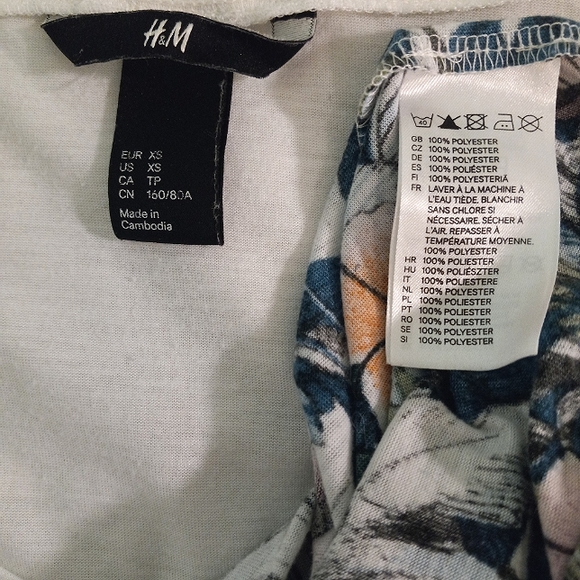 H&M
EUR XS
US XS
CA TP
CN 160/80A
Made in
Cambodia
40
GB 100% POLYESTER
CZ 100% POLYESTER
DE 100% POLYESTER
ES 100% POLIÉSTER
FI 100% POLYESTERIÄ
FR LAVER À LA MACHINE À
L'EAU TIÈDE. BLANCHIR
SANS CHLORE SI
NÉCESSAIRE. SÉCHER À
L'AIR. REPASSER À
TEMPÉRATURE MOYENNE.
100% POLYESTER
HR 100% POLIESTER
HU 100% POLIÉSZTER
IT 100% POLIESTERE
NL 100% POLYESTER
PL 100% POLIESTER
PT 100% POLIÉSTER
RO 100% POLIESTER
SE 100% POLYESTER
SI 100% POLIESTER